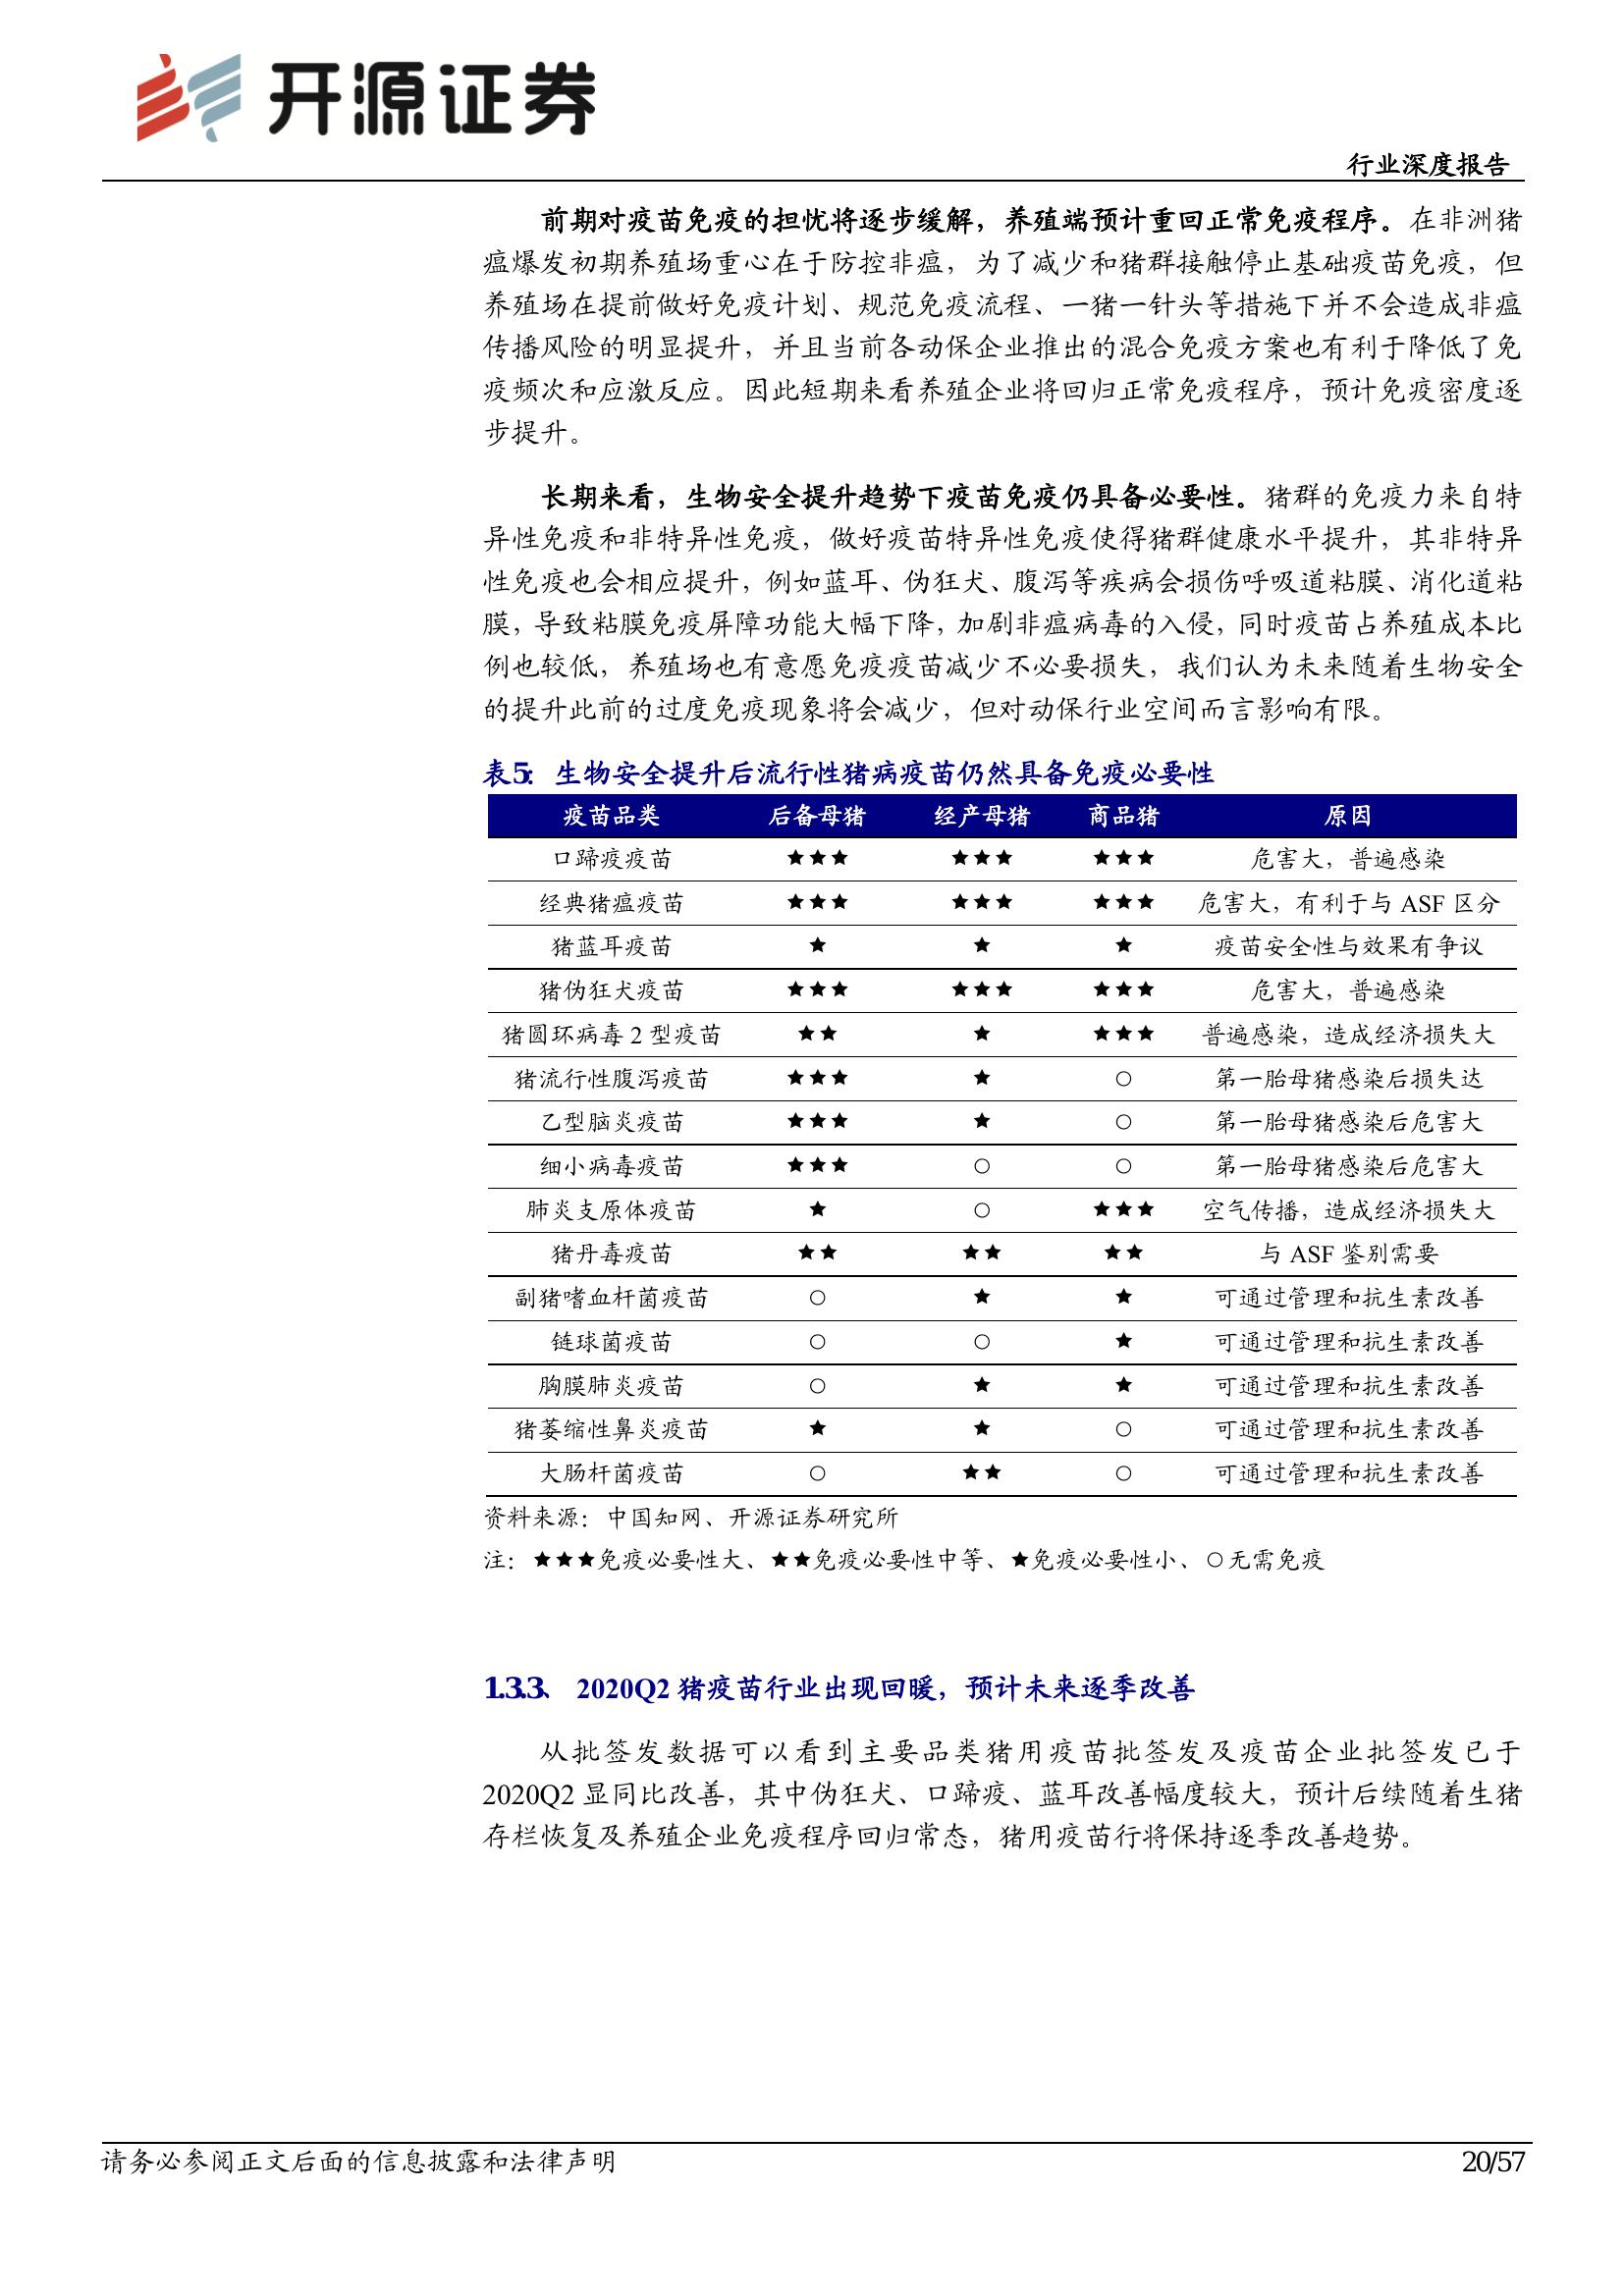 开源证券
行业深度报告
前期对疫苗免疫的担忧将逐步缓解，养殖端预计重回正常免疫程序。在非洲猪
瘟爆发初期养殖场重心在于防控非瘟，为了减少和猪群接触停止基础疫苗免疫，但
养殖场在提前做好免疫计划、规范免疫流程、一猪一针头等措施下并不会造成非瘟
传播风险的明显提升，并且当前各动保企业推出的混合免疫方案也有利于降低了免
疫频次和应激反应。因此短期来看养殖企业将回归正常免疫程序，预计免疫密度逐
步提升。
长期来看，生物安全提升趋势下疫苗免疫仍具备必要性。猪群的免疫力来自特
异性免疫和非特异性免疫，做好疫苗特异性免疫使得猪群健康水平提升，其非特异
性免疫也会相应提升，例如蓝耳、伪狂犬、腹泻等疾病会损伤呼吸道粘膜、消化道粘
膜，导致粘膜免疫屏障功能大幅下降，加剧非瘟病毒的入侵，同时疫苗占养殖成本比
例也较低，养殖场也有意愿免疫疫苗减少不必要损失，我们认为未来随着生物安全
的提升此前的过度免疫现象将会减少，但对动保行业空间而言影响有限。
表5： 生物安全提升后流行性猪病疫苗仍然具备免疫必要性
疫苗品类 后备母猪 经产母猪 商品猪 原因
口蹄疫疫苗 ★★★ ★★★ ★★★ 危害大，普遍感染
经典猪瘟疫苗 ★★★ ★★★ ★★★ 危害大，有利于与 ASF 区分
猪蓝耳疫苗 ★ ★ ★ 疫苗安全性与效果有争议
猪伪狂犬疫苗 ★★★ ★★★ ★★★ 危害大，普遍感染
猪圆环病毒 2 型疫苗 ★★ ★ ★★★ 普遍感染，造成经济损失大
猪流行性腹泻疫苗 ★★★ ★ ○ 第一胎母猪感染后损失达
乙型脑炎疫苗 ★★★ ★ ○ 第一胎母猪感染后危害大
细小病毒疫苗 ★★★ ○ ○ 第一胎母猪感染后危害大
肺炎支原体疫苗 ★ ○ ★★★ 空气传播，造成经济损失大
猪丹毒疫苗 ★★ ★★ ★★ 与 ASF 鉴别需要
副猪嗜血杆菌疫苗 ○ ★ ★ 可通过管理和抗生素改善
链球菌疫苗 ○ ○ ★ 可通过管理和抗生素改善
胸膜肺炎疫苗 ○ ★ ★ 可通过管理和抗生素改善
猪萎缩性鼻炎疫苗 ★ ★ ○ 可通过管理和抗生素改善
大肠杆菌疫苗 ○ ★★ ○ 可通过管理和抗生素改善
资料来源：中国知网、开源证券研究所
注：★★★免疫必要性大、★★免疫必要性中等、★免疫必要性小、○无需免疫
1.3.3、 2020Q2 猪疫苗行业出现回暖，预计未来逐季改善
从批签发数据可以看到主要品类猪用疫苗批签发及疫苗企业批签发已于
2020Q2 显同比改善，其中伪狂犬、口蹄疫、蓝耳改善幅度较大，预计后续随着生猪
存栏恢复及养殖企业免疫程序回归常态，猪用疫苗行将保持逐季改善趋势。
请务必参阅正文后面的信息披露和法律声明 20/57